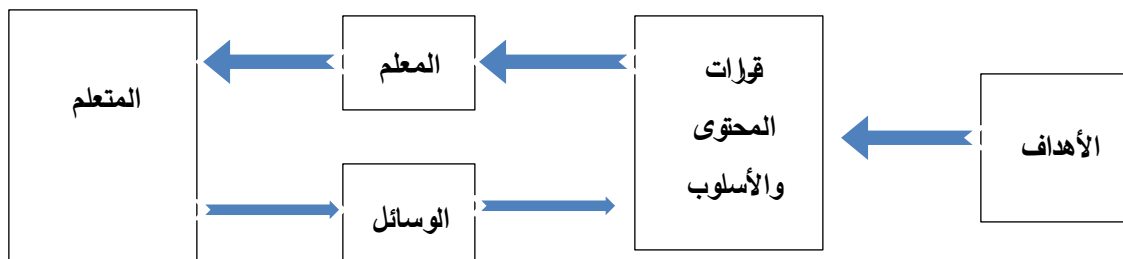 الأهداف
قرارات
المحتوى
والأسلوب
المعلم
الوسائل
المتعلم